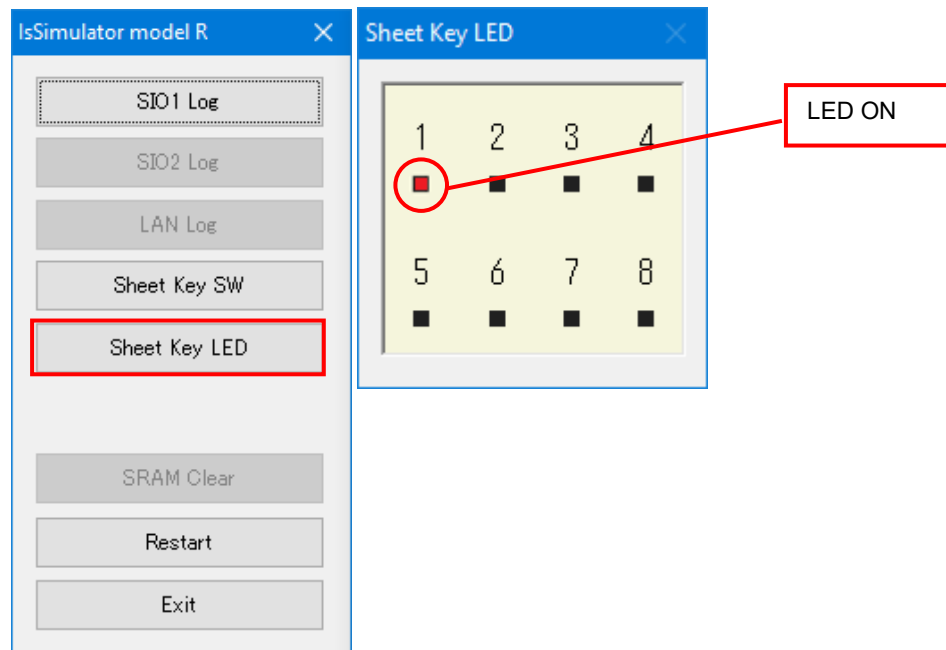 IsSimulator model R
SIO1 Log
SIO2 Log
LAN Log
Sheet Key SW
Sheet Key LED
SRAM Clear
Restart
Exit
Sheet Key LED
1 2 3 4
5 6 7 8
LED ON